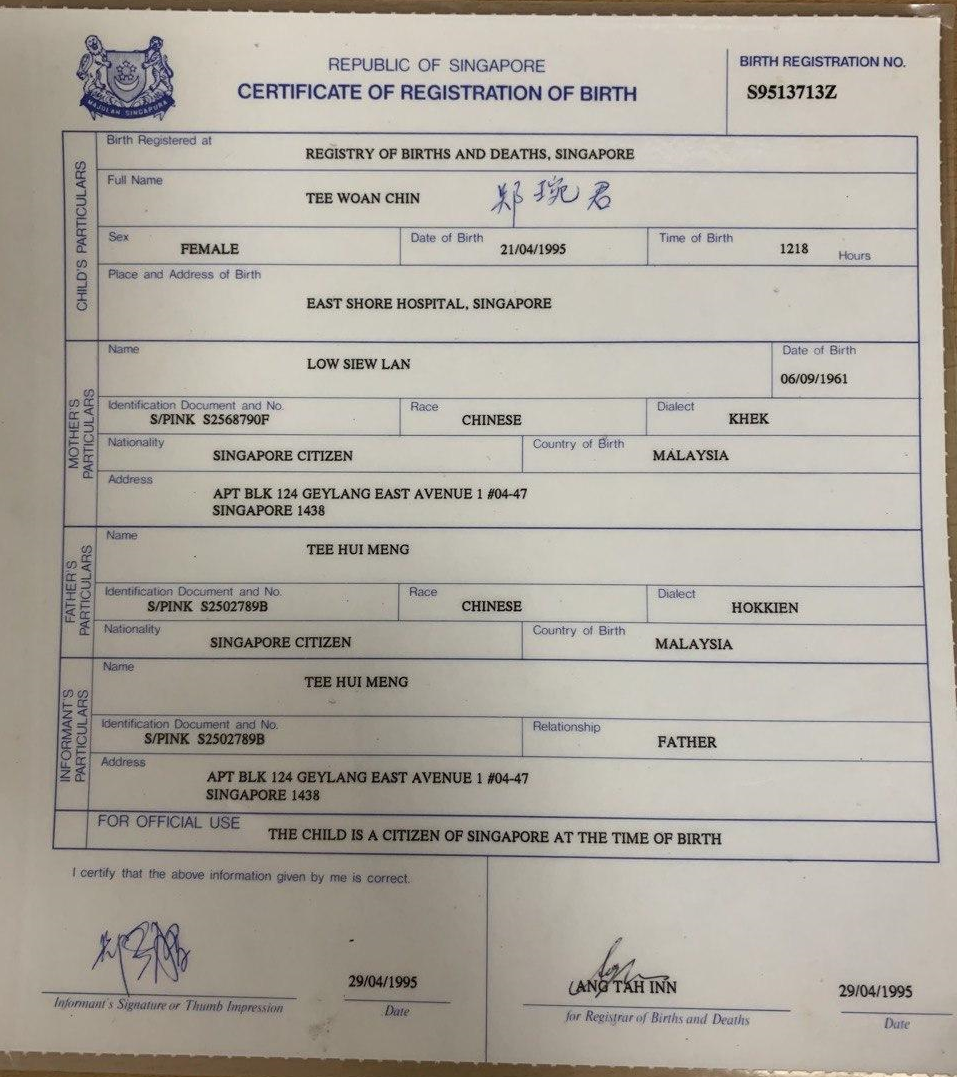 REPUBLIC OF SINGAPORE
CERTIFICATE OF REGISTRATION OF BIRTH
BIRTH REGISTRATION NO.
S9513713Z
MAJULAH SINGAPURA
CHILD'S PARTICULARS
Birth Registered at
REGISTRY OF BIRTHS AND DEATHS, SINGAPORE
Full Name
TEE WOAN CHIN 郑琬君
Sex
FEMALE
Date of Birth
21/04/1995
Time of Birth
1218 Hours
Place and Address of Birth
EAST SHORE HOSPITAL, SINGAPORE
MOTHER'S PARTICULARS
Name
LOW SIEW LAN
Date of Birth
06/09/1961
Identification Document and No.
S/PINK S2568790F
Race
CHINESE
Dialect
KHEK
Nationality
SINGAPORE CITIZEN
Country of Birth
MALAYSIA
Address
APT BLK 124 GEYLANG EAST AVENUE 1 #04-47
SINGAPORE 1438
FATHER'S PARTICULARS
Name
TEE HUI MENG
Identification Document and No.
S/PINK S2502789B
Race
CHINESE
Dialect
HOKKIEN
Nationality
SINGAPORE CITIZEN
Country of Birth
MALAYSIA
INFORMANT'S PARTICULARS
Name
TEE HUI MENG
Identification Document and No.
S/PINK S2502789B
Relationship
FATHER
Address
APT BLK 124 GEYLANG EAST AVENUE 1 #04-47
SINGAPORE 1438
FOR OFFICIAL USE
THE CHILD IS A CITIZEN OF SINGAPORE AT THE TIME OF BIRTH
I certify that the above information given by me is correct.
29/04/1995
Informant's Signature or Thumb Impression
Date
ANG TAH INN
29/04/1995
for Registrar of Births and Deaths
Date